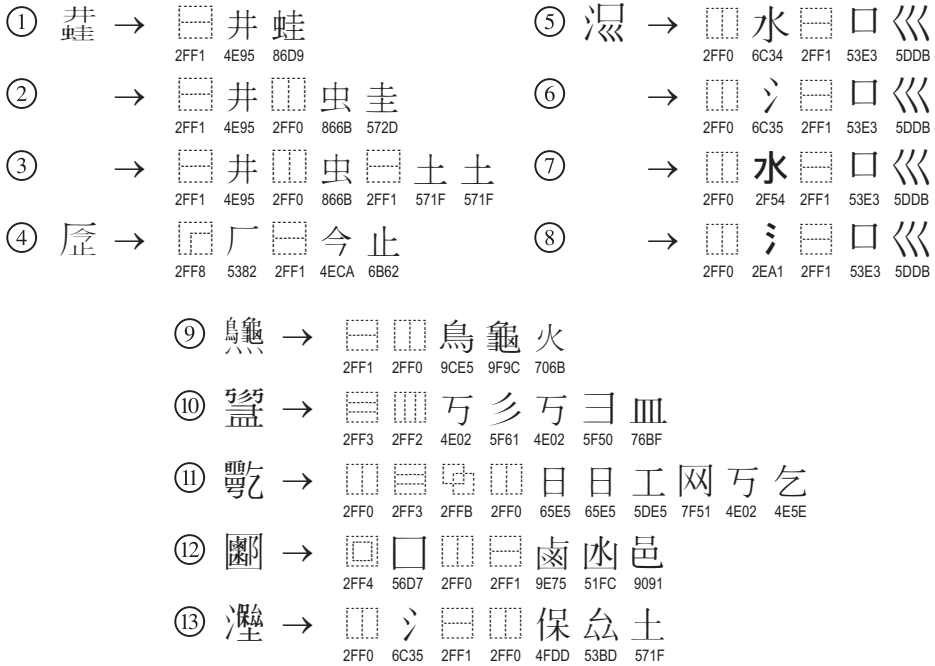 ① → ⿱ 井 蛙
2FF1 4E95 86D9
② → ⿱ 井 ⿰ 虫 圭
2FF1 4E95 2FF0 866B 572D
③ → ⿱ 井 ⿰ 虫 ⿱ 土 土
2FF1 4E95 2FF0 866B 2FF1 571F 571F
④ → ⿸ 厂 ⿱ 今 止
2FF8 5382 2FF1 4ECA 6B62
⑤ → ⿰ 水 ⿱ 口 巛
2FF0 6C34 2FF1 53E3 5DDB
⑥ → ⿰ 氵 ⿱ 口 巛
2FF0 6C35 2FF1 53E3 5DDB
⑦ → ⿰ ⽔ ⿱ 口 巛
2FF0 2F54 2FF1 53E3 5DDB
⑧ → ⿰ ⺡ ⿱ 口 巛
2FF0 2EA1 2FF1 53E3 5DDB
⑨ → ⿱ ⿰ 鳥 龜 火
2FF1 2FF0 9CE5 9F9C 706B
⑩ → ⿳ ⿲ 丂 彡 丂 彐 皿
2FF3 2FF2 4E02 5F61 4E02 5F50 76BF
⑪ → ⿰ ⿳ ⿻ ⿰ 日 日 工 网 丂 乞
2FF0 2FF3 2FFB 2FF0 65E5 65E5 5DE5 7F51 4E02 4E5E
⑫ → ⿴ 囗 ⿰ ⿱ 鹵 凼 邑
2FF4 56D7 2FF0 2FF1 9E75 51FC 9091
⑬ → ⿰ 氵 ⿱ ⿰ 保 厽 土
2FF0 6C35 2FF1 2FF0 4FDD 53BD 571F